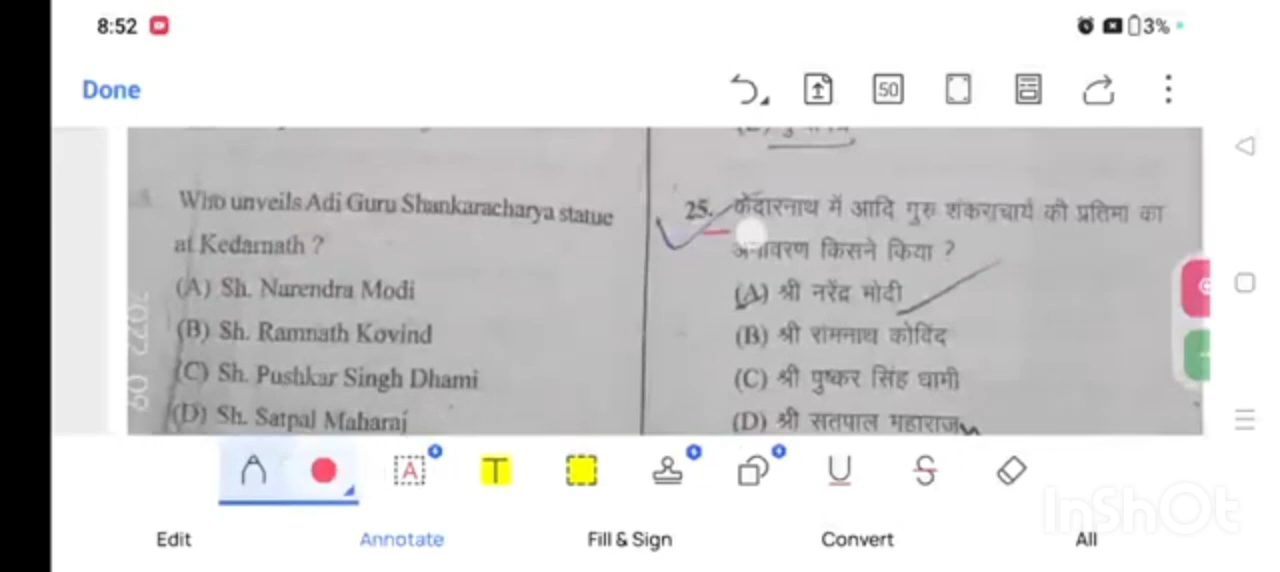 8:52
3%
Done
50
Who unveils Adi Guru Shankaracharya statue
at Kedarnath ?
(A) Sh. Narendra Modi
(B) Sh. Ramnath Kovind
(C) Sh. Pushkar Singh Dhami
(D) Sh. Satpal Maharaj
25. केदारनाथ में आदि गुरु शंकराचार्य की प्रतिमा का
अनावरण किसने किया ?
(A) श्री नरेंद्र मोदी
(B) श्री रामनाथ कोविंद
(C) श्री पुष्कर सिंह धामी
(D) श्री सतपाल महाराज
A
T
U
S
Edit
Annotate
Fill & Sign
Convert
All
InShOt